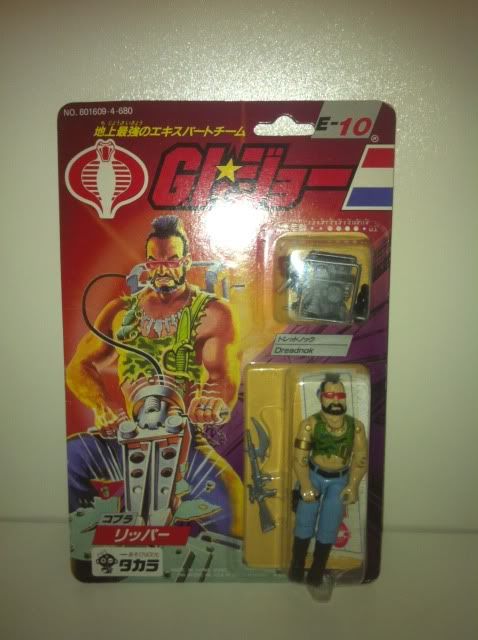 NO. 801609-4-680
E-10
地上最強のエキスパートチーム
G.I.ジョー
トレッドノック
Dreadnok
コブラ
リッパー
タカラ